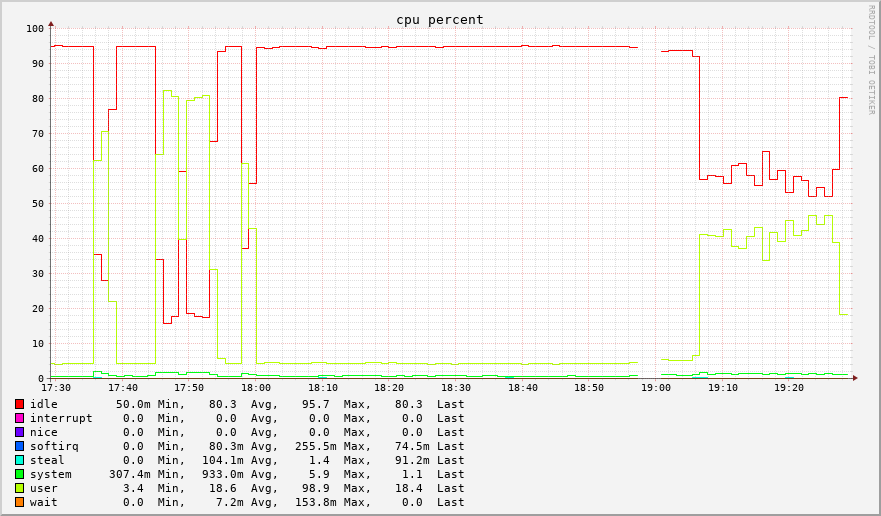 cpu percent
RRDTOOL / TOBI OETIKER
100
90
80
70
60
50
40
30
20
10
0
17:30 17:40 17:50 18:00 18:10 18:20 18:30 18:40 18:50 19:00 19:10 19:20
idle 50.0m Min, 80.3 Avg, 95.7 Max, 80.3 Last
interrupt 0.0 Min, 0.0 Avg, 0.0 Max, 0.0 Last
nice 0.0 Min, 0.0 Avg, 0.0 Max, 0.0 Last
softirq 0.0 Min, 80.3m Avg, 255.5m Max, 74.5m Last
steal 0.0 Min, 104.1m Avg, 1.4 Max, 91.2m Last
system 307.4m Min, 933.0m Avg, 5.9 Max, 1.1 Last
user 3.4 Min, 18.6 Avg, 98.9 Max, 18.4 Last
wait 0.0 Min, 7.2m Avg, 153.8m Max, 0.0 Last